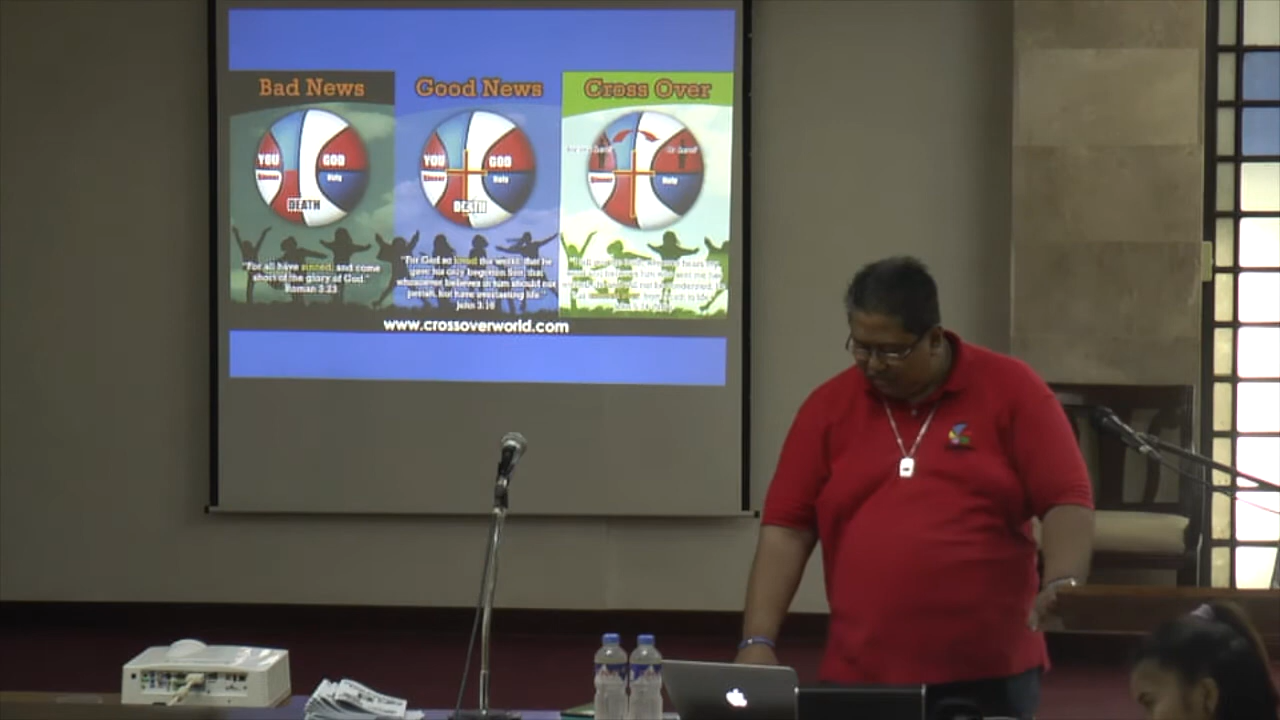 Bad News
YOU
GOD
Sinner
Holy
DEATH
"For all have sinned, and come
short of the glory of God."
Roman 3:23
Good News
YOU
GOD
Sinner
Holy
DEATH
"For God so loved the world, that he
gave his only begotten Son, that
whosoever believes in him should not
perish, but have everlasting life."
John 3:16
Cross Over
Sinner
Holy
www.crossoverworld.com